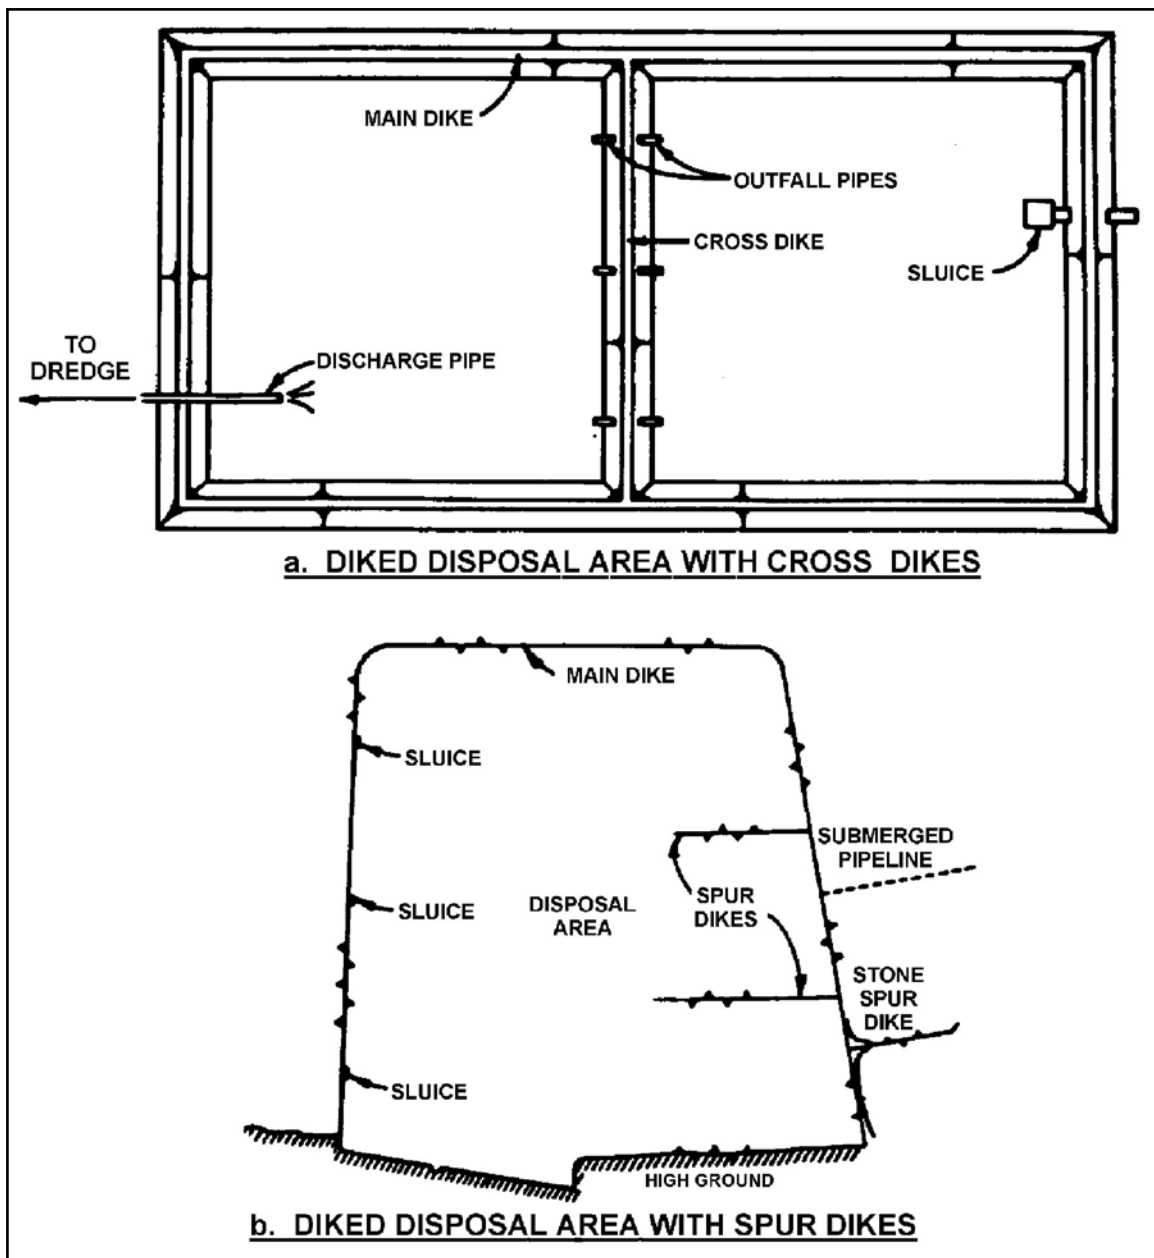 MAIN DIKE
OUTFALL PIPES
CROSS DIKE
SLUICE
TO
DREDGE
DISCHARGE PIPE
a. DIKED DISPOSAL AREA WITH CROSS DIKES
MAIN DIKE
SLUICE
SUBMERGED
PIPELINE
SPUR
DIKES
DISPOSAL
AREA
SLUICE
STONE
SPUR
DIKE
SLUICE
HIGH GROUND
b. DIKED DISPOSAL AREA WITH SPUR DIKES